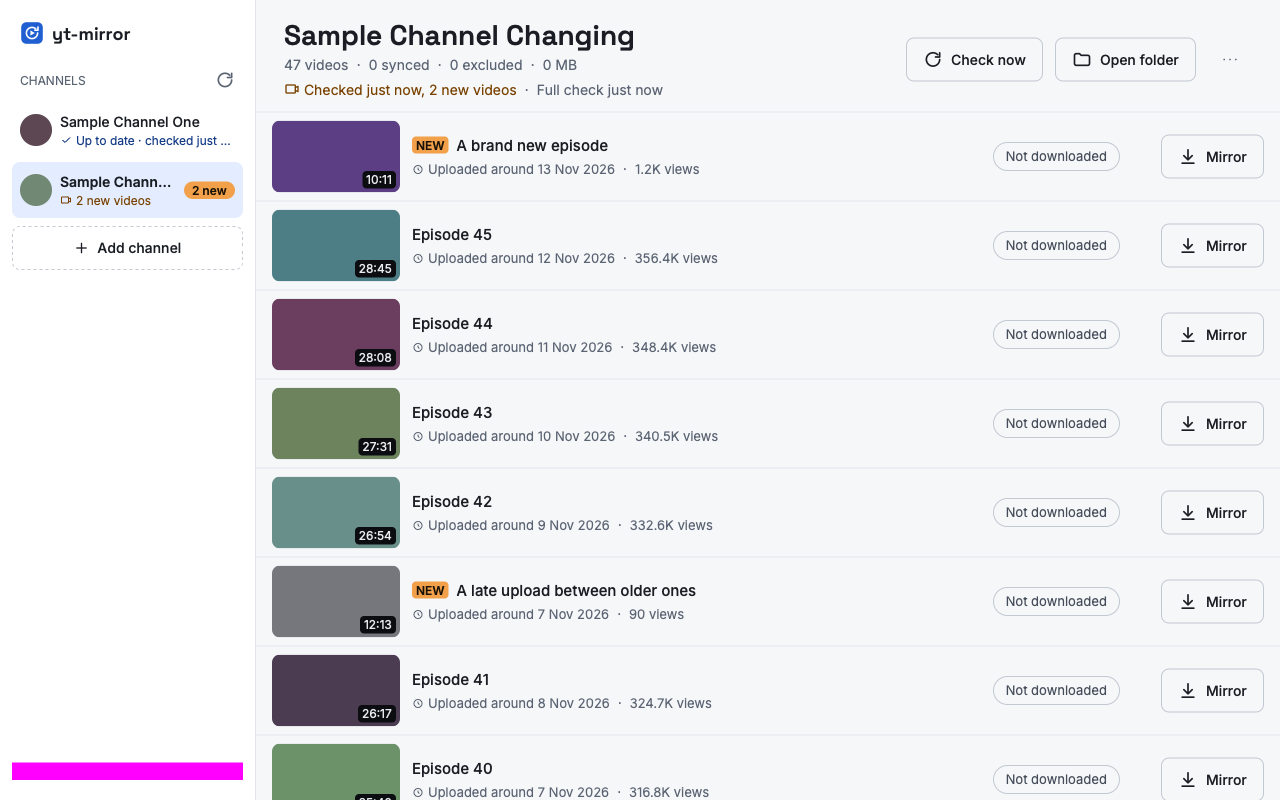 yt-mirror
CHANNELS
Sample Channel One
Up to date · checked just ...
Sample Chann...
2 new
2 new videos
Add channel
Sample Channel Changing
47 videos · 0 synced · 0 excluded · 0 MB
Checked just now, 2 new videos · Full check just now
Check now
Open folder
...
10:11
NEW A brand new episode
Uploaded around 13 Nov 2026 · 1.2K views
Not downloaded
Mirror
28:45
Episode 45
Uploaded around 12 Nov 2026 · 356.4K views
Not downloaded
Mirror
28:08
Episode 44
Uploaded around 11 Nov 2026 · 348.4K views
Not downloaded
Mirror
27:31
Episode 43
Uploaded around 10 Nov 2026 · 340.5K views
Not downloaded
Mirror
26:54
Episode 42
Uploaded around 9 Nov 2026 · 332.6K views
Not downloaded
Mirror
12:13
NEW A late upload between older ones
Uploaded around 7 Nov 2026 · 90 views
Not downloaded
Mirror
26:17
Episode 41
Uploaded around 8 Nov 2026 · 324.7K views
Not downloaded
Mirror
Episode 40
Uploaded around 7 Nov 2026 · 316.8K views
Not downloaded
Mirror